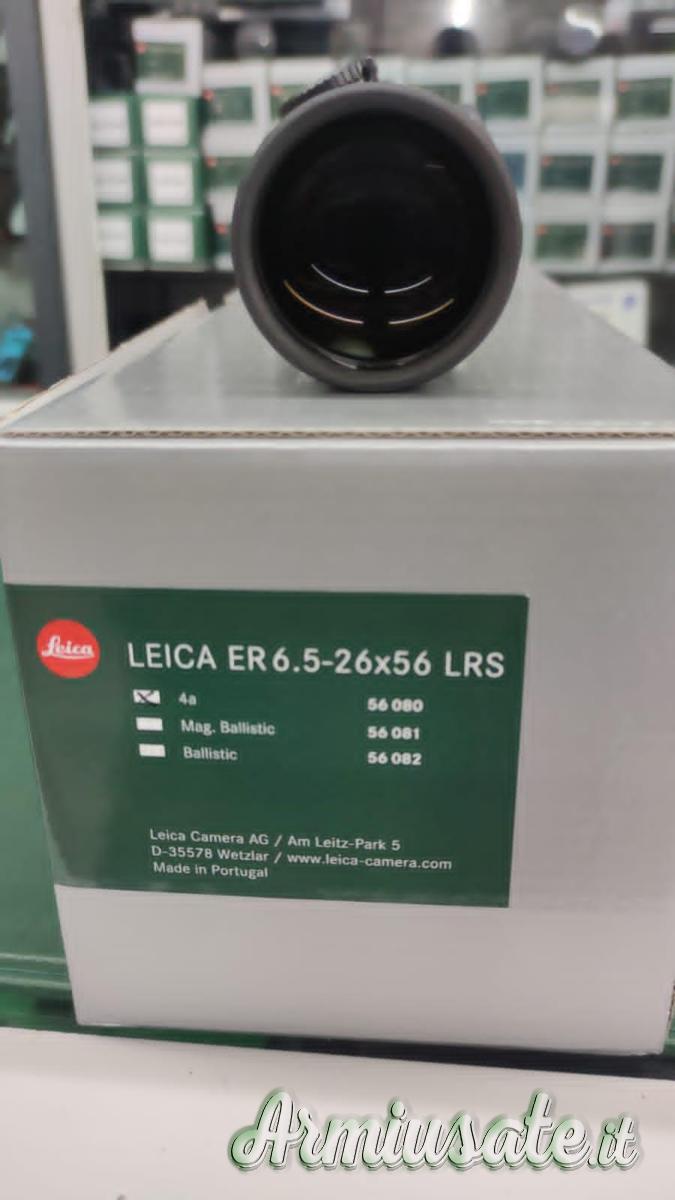 Leica
LEICA ER 6.5-26x56 LRS
4a 56 080
Mag. Ballistic 56 081
Ballistic 56 082
Leica Camera AG / Am Leitz-Park 5
D-35578 Wetzlar / www.leica-camera.com
Made in Portugal
Armiusate.it